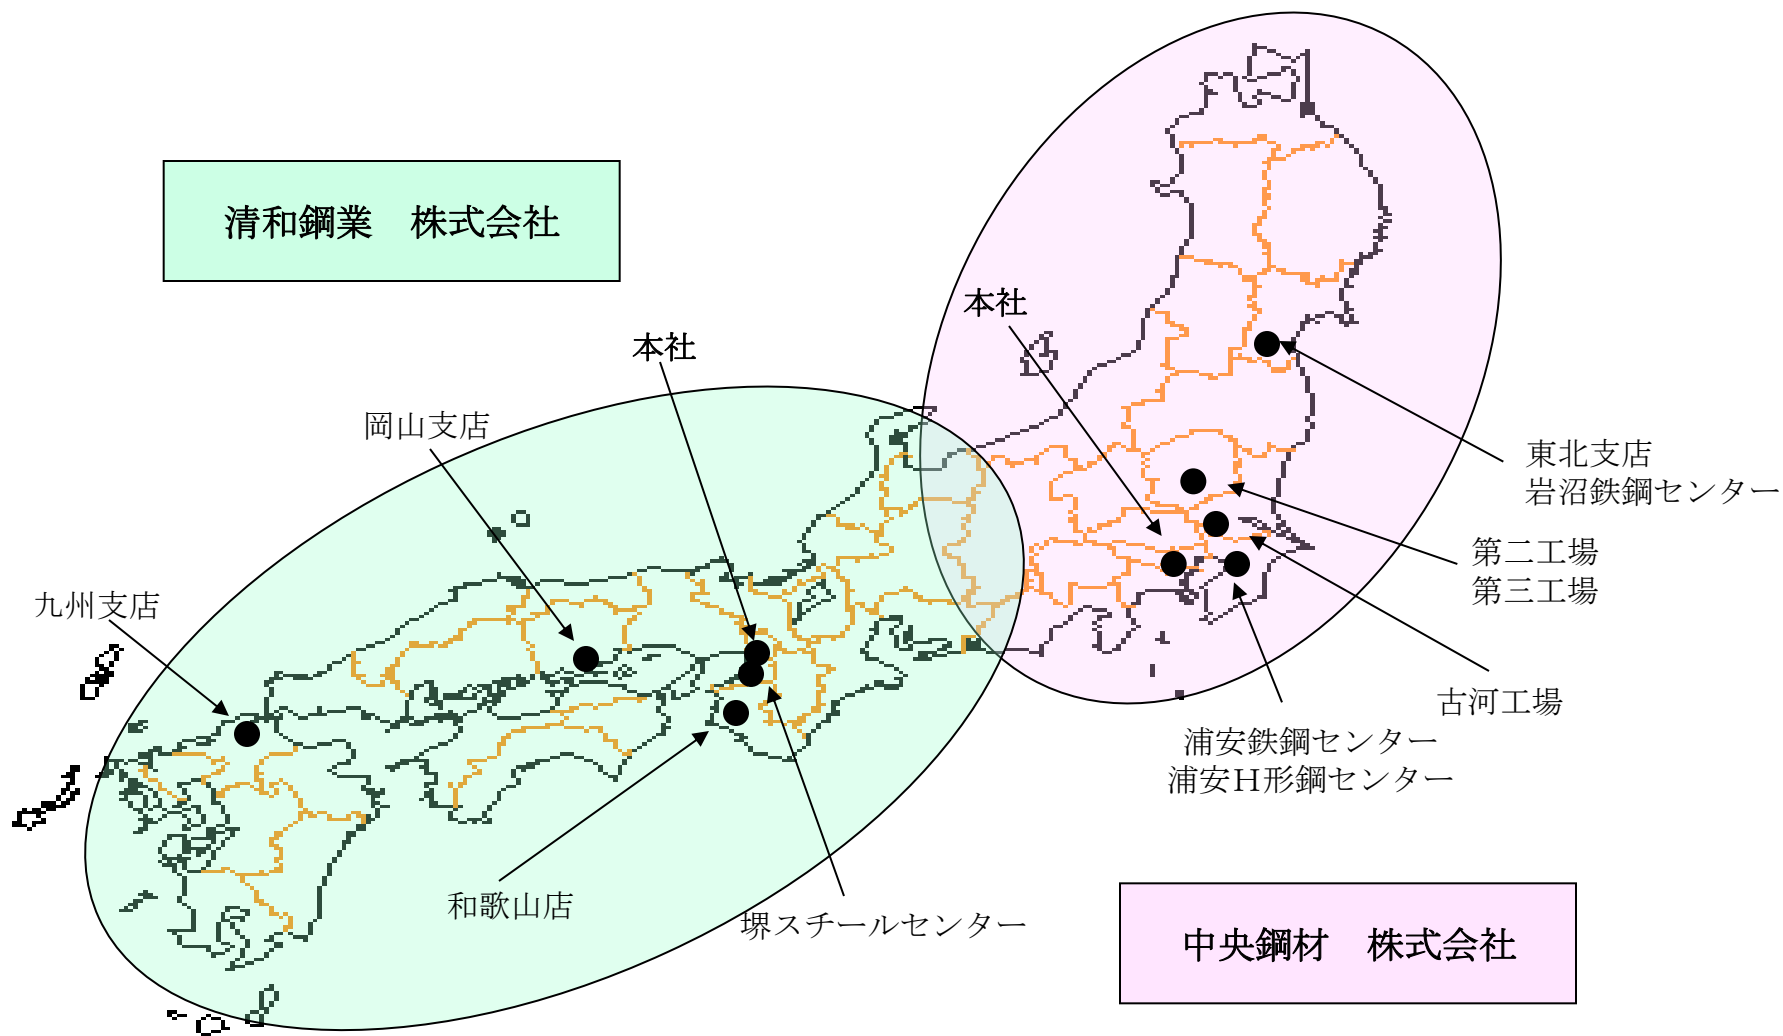 清和鋼業　株式会社
本社
本社
岡山支店
東北支店
岩沼鉄鋼センター
第二工場
第三工場
九州支店
古河工場
浦安鉄鋼センター
浦安Ｈ形鋼センター
和歌山店
堺スチールセンター
中央鋼材　株式会社